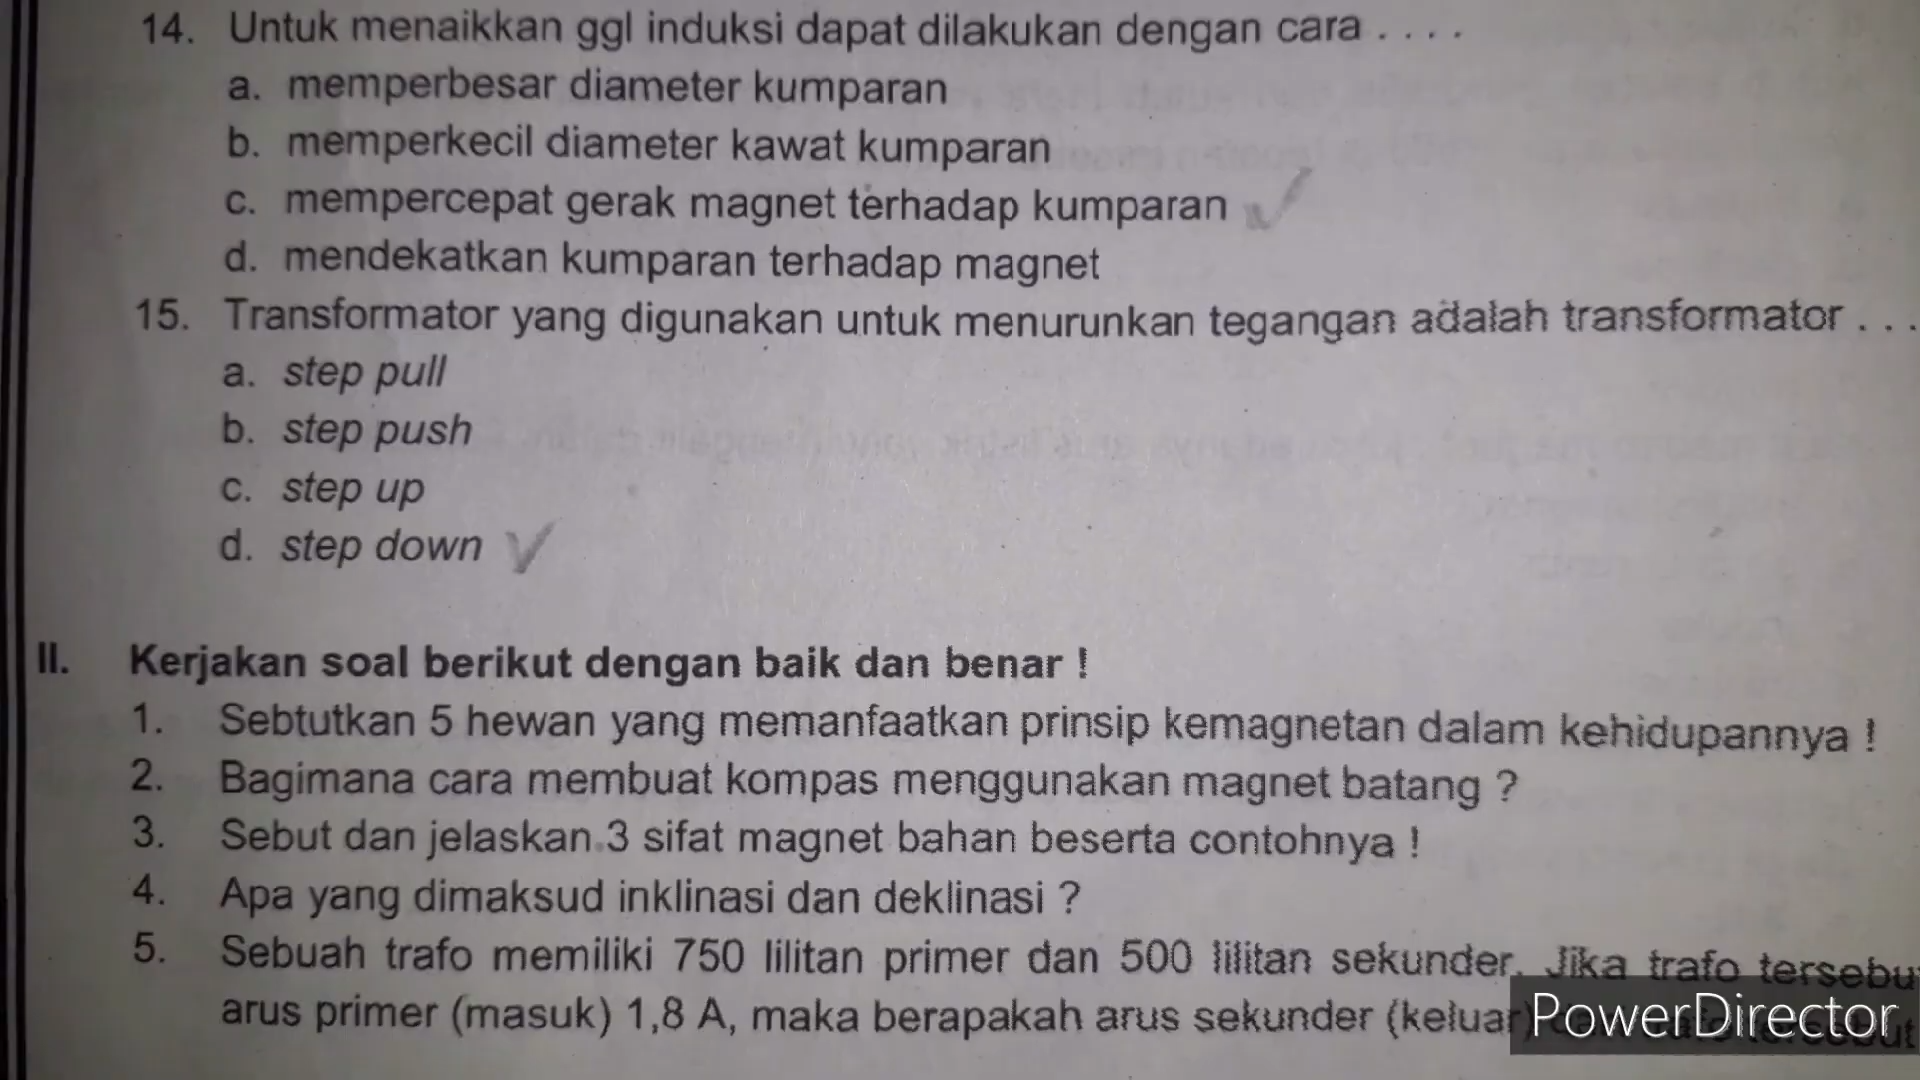 14. Untuk menaikkan ggl induksi dapat dilakukan dengan cara . . . .
a. memperbesar diameter kumparan
b. memperkecil diameter kawat kumparan
c. mempercepat gerak magnet terhadap kumparan
d. mendekatkan kumparan terhadap magnet
15. Transformator yang digunakan untuk menurunkan tegangan adalah transformator . . .
a. step pull
b. step push
c. step up
d. step down
II. Kerjakan soal berikut dengan baik dan benar !
1. Sebtutkan 5 hewan yang memanfaatkan prinsip kemagnetan dalam kehidupannya !
2. Bagimana cara membuat kompas menggunakan magnet batang ?
3. Sebut dan jelaskan 3 sifat magnet bahan beserta contohnya !
4. Apa yang dimaksud inklinasi dan deklinasi ?
5. Sebuah trafo memiliki 750 lilitan primer dan 500 lilitan sekunder. Jika trafo tersebu
arus primer (masuk) 1,8 A, maka berapakah arus sekunder (keluar)
PowerDirector